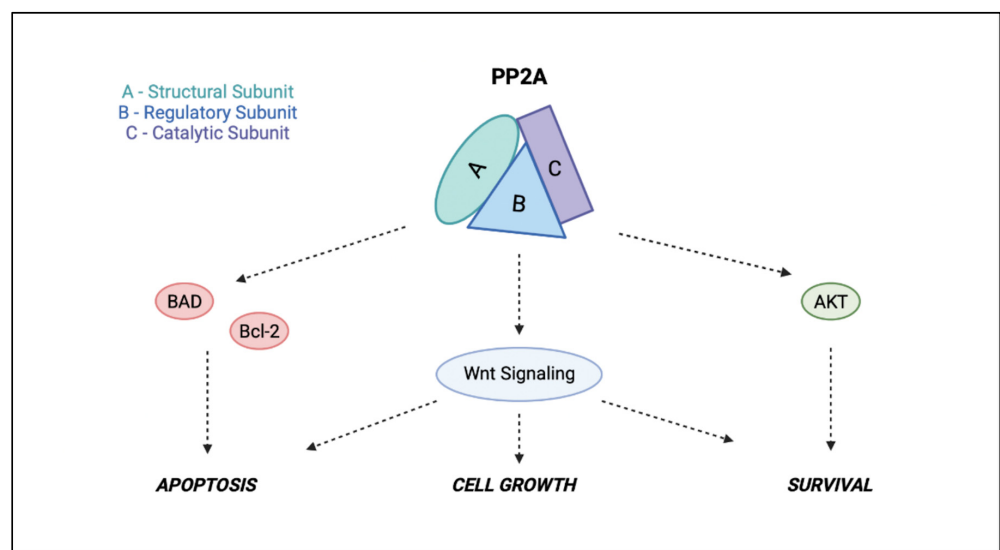 PP2A
A - Structural Subunit
B - Regulatory Subunit
C - Catalytic Subunit
A
C
B
BAD
AKT
Bcl-2
Wnt Signaling
APOPTOSIS
CELL GROWTH
SURVIVAL